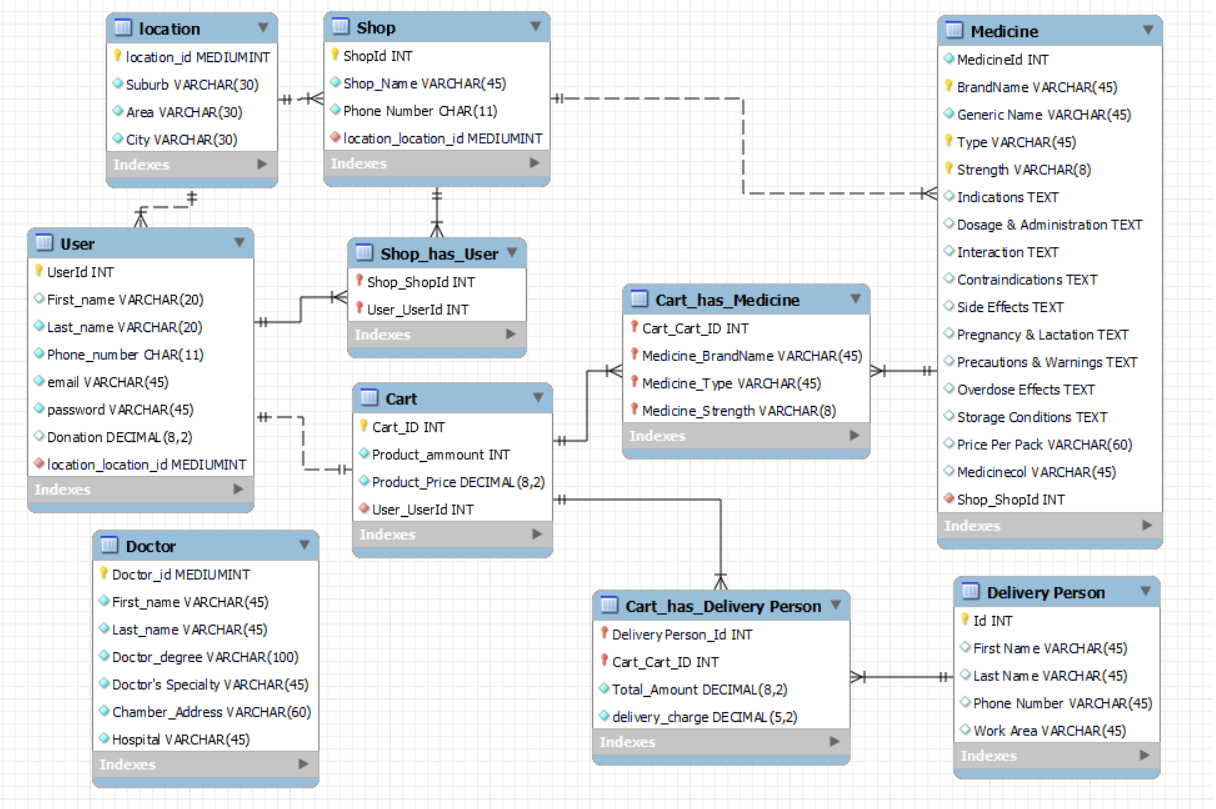 location
location_id MEDIUMINT
Suburb VARCHAR(30)
Area VARCHAR(30)
City VARCHAR(30)
Indexes
Shop
ShopId INT
Shop_Name VARCHAR(45)
Phone Number CHAR(11)
location_location_id MEDIUMINT
Indexes
Medicine
MedicineId INT
BrandName VARCHAR(45)
Generic Name VARCHAR(45)
Type VARCHAR(45)
Strength VARCHAR(8)
Indications TEXT
Dosage & Administration TEXT
Interaction TEXT
Contraindications TEXT
Side Effects TEXT
Pregnancy & Lactation TEXT
Precautions & Warnings TEXT
Overdose Effects TEXT
Storage Conditions TEXT
Price Per Pack VARCHAR(60)
Medicinecol VARCHAR(45)
Shop_ShopId INT
Indexes
User
UserId INT
First_name VARCHAR(20)
Last_name VARCHAR(20)
Phone_number CHAR(11)
email VARCHAR(45)
password VARCHAR(45)
Donation DECIMAL(8,2)
location_location_id MEDIUMINT
Indexes
Shop_has_User
Shop_ShopId INT
User_UserId INT
Indexes
Cart_has_Medicine
Cart_Cart_ID INT
Medicine_BrandName VARCHAR(45)
Medicine_Type VARCHAR(45)
Medicine_Strength VARCHAR(8)
Indexes
Cart
Cart_ID INT
Product_ammount INT
Product_Price DECIMAL(8,2)
User_UserId INT
Indexes
Doctor
Doctor_id MEDIUMINT
First_name VARCHAR(45)
Last_name VARCHAR(45)
Doctor_degree VARCHAR(100)
Doctor's Specialty VARCHAR(45)
Chamber_Address VARCHAR(60)
Hospital VARCHAR(45)
Indexes
Cart_has_Delivery Person
Delivery Person_Id INT
Cart_Cart_ID INT
Total_Amount DECIMAL(8,2)
delivery_charge DECIMAL(5,2)
Indexes
Delivery Person
Id INT
First Name VARCHAR(45)
Last Name VARCHAR(45)
Phone Number VARCHAR(45)
Work Area VARCHAR(45)
Indexes